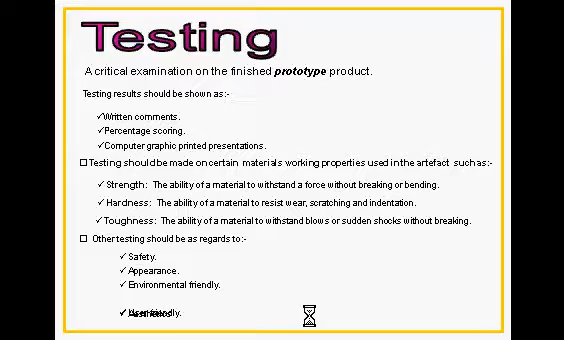 Testing
A critical examination on the finished prototype product.
Testing results should be shown as:-
✓Written comments.
✓Percentage scoring.
✓Computer graphic printed presentations.
☐Testing should be made on certain materials working properties used in the artefact such as:-
✓Strength: The ability of a material to withstand a force without breaking or bending.
✓Hardness: The ability of a material to resist wear, scratching and indentation.
✓Toughness: The ability of a material to withstand blows or sudden shocks without breaking.
☐ Other testing should be as regards to:-
✓Safety.
✓Appearance.
✓Environmental friendly.